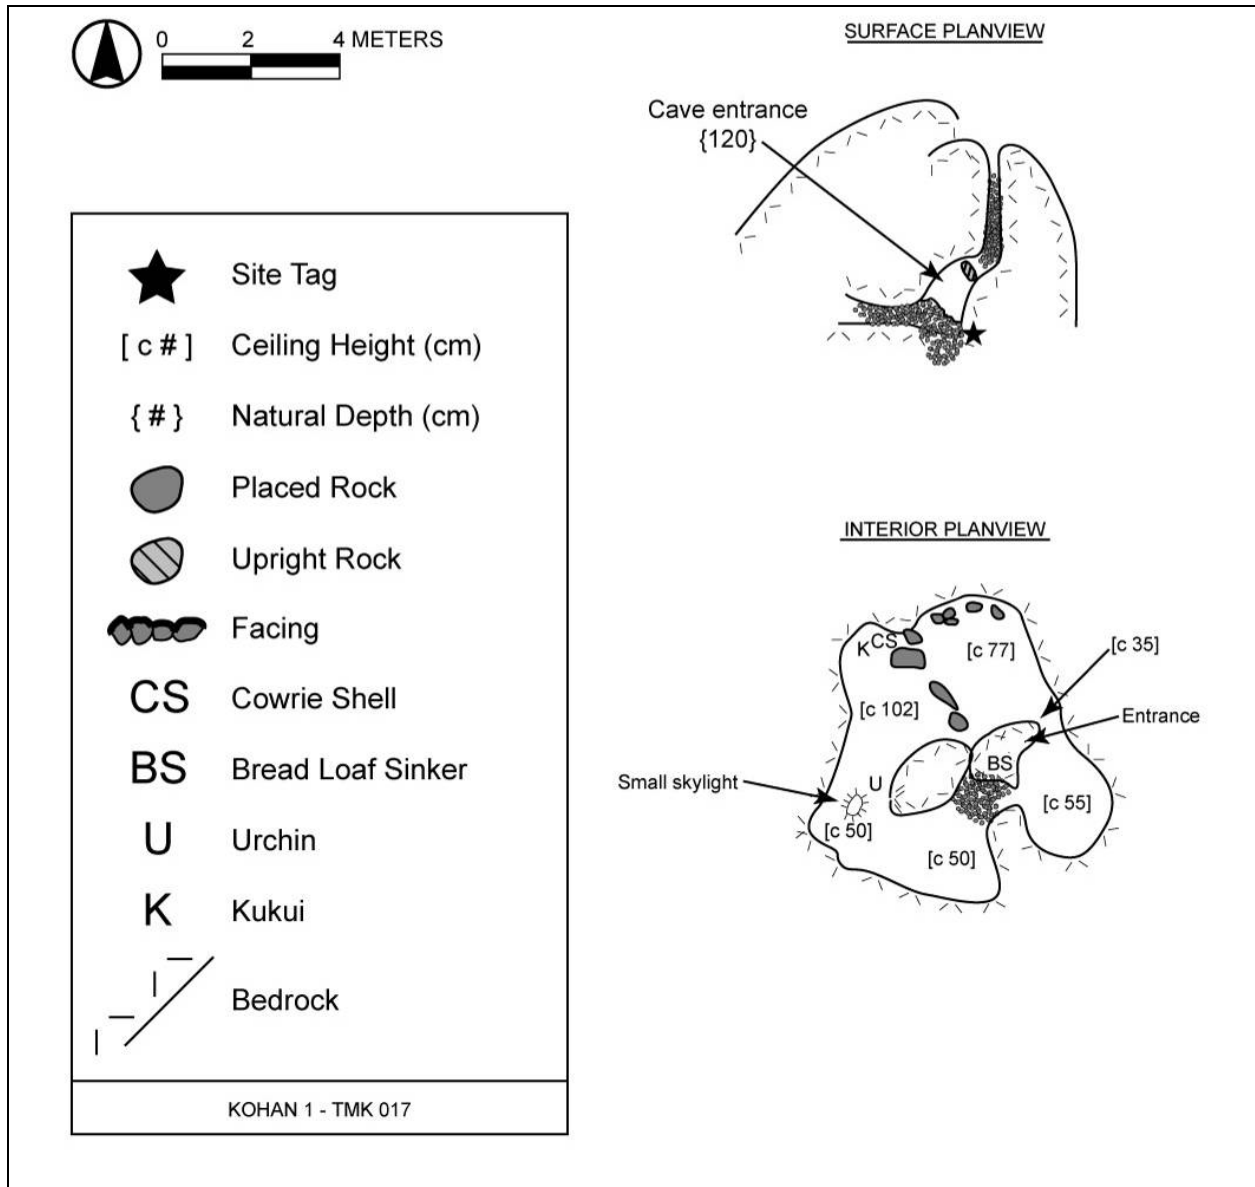 0 2 4 METERS
SURFACE PLANVIEW
Cave entrance
{120}
Site Tag
[ c # ] Ceiling Height (cm)
{ # } Natural Depth (cm)
Placed Rock
Upright Rock
Facing
CS Cowrie Shell
BS Bread Loaf Sinker
U Urchin
K Kukui
Bedrock
KOHAN 1 - TMK 017
INTERIOR PLANVIEW
K CS
[c 77]
[c 35]
[c 102]
Entrance
BS
Small skylight
U
[c 55]
[c 50]
[c 50]